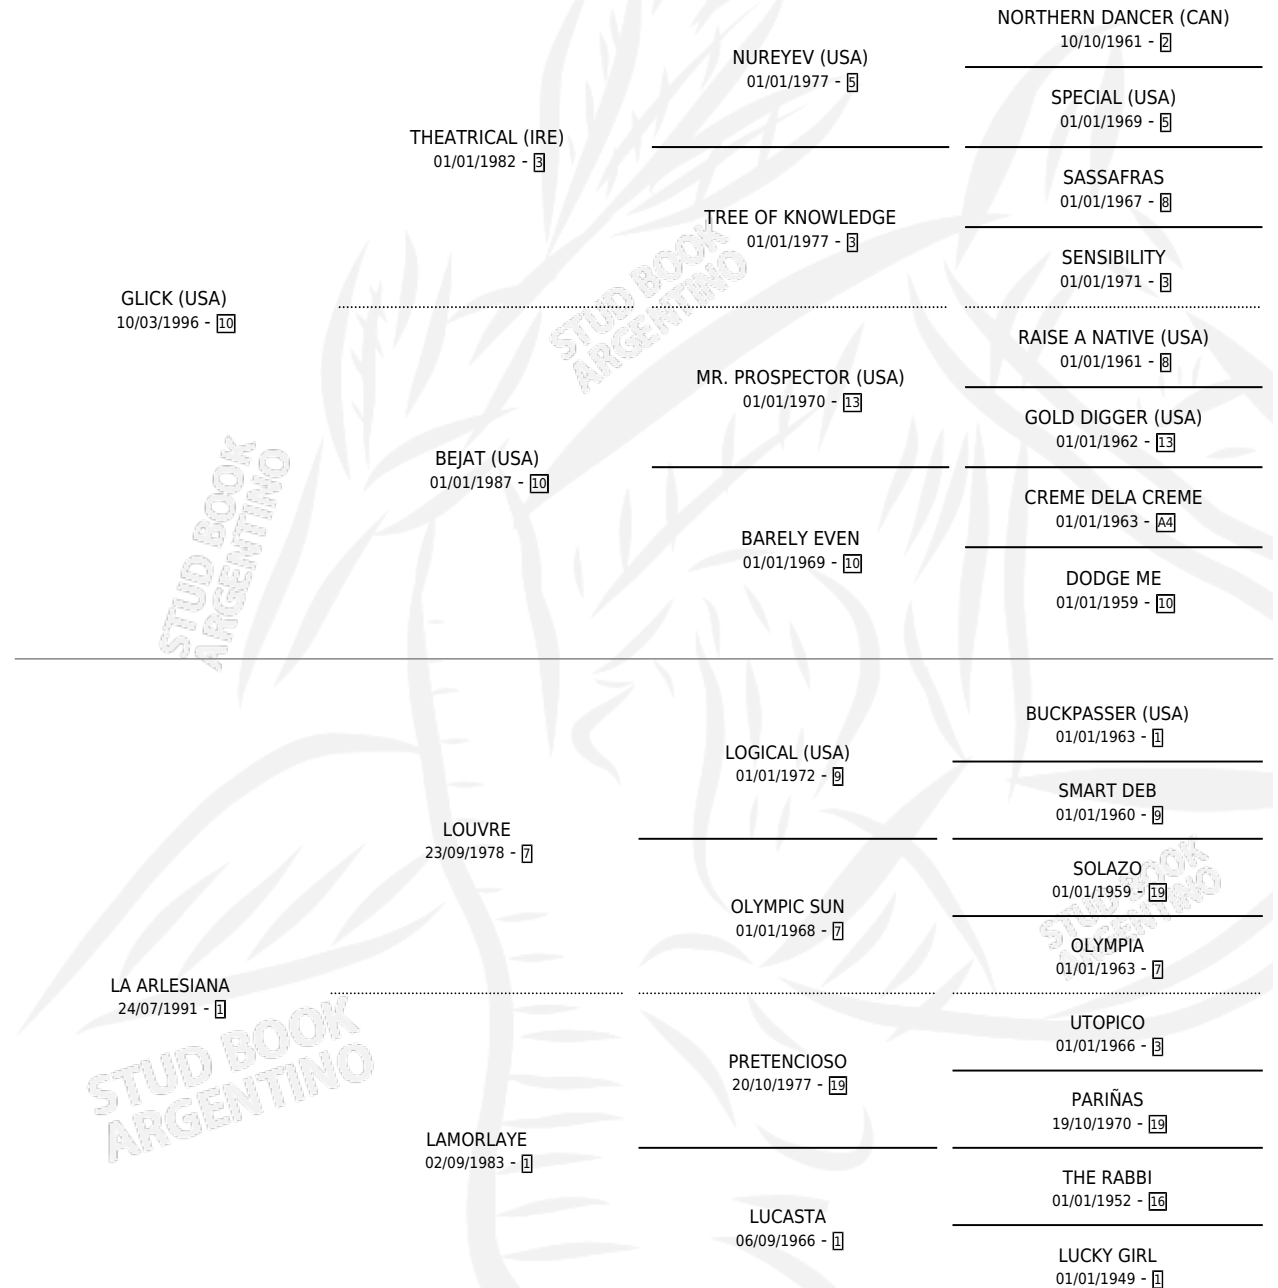 NORTHERN DANCER (CAN)
10/10/1961 - 2
NUREYEV (USA)
01/01/1977 - 5
SPECIAL (USA)
01/01/1969 - 5
THEATRICAL (IRE)
01/01/1982 - 3
SASSAFRAS
01/01/1967 - 8
TREE OF KNOWLEDGE
01/01/1977 - 3
SENSIBILITY
01/01/1971 - 3
GLICK (USA)
10/03/1996 - 10
RAISE A NATIVE (USA)
01/01/1961 - 8
MR. PROSPECTOR (USA)
01/01/1970 - 13
GOLD DIGGER (USA)
01/01/1962 - 13
BEJAT (USA)
01/01/1987 - 10
CREME DELA CREME
01/01/1963 - A4
BARELY EVEN
01/01/1969 - 10
DODGE ME
01/01/1959 - 10
BUCKPASSER (USA)
01/01/1963 - 1
LOGICAL (USA)
01/01/1972 - 9
SMART DEB
01/01/1960 - 9
LOUVRE
23/09/1978 - 7
SOLAZO
01/01/1959 - 19
OLYMPIC SUN
01/01/1968 - 7
OLYMPIA
01/01/1963 - 7
LA ARLESIANA
24/07/1991 - 1
UTOPICO
01/01/1966 - 3
PRETENCIOSO
20/10/1977 - 19
PARIÑAS
19/10/1970 - 19
LAMORLAYE
02/09/1983 - 1
THE RABBI
01/01/1952 - 16
LUCASTA
06/09/1966 - 1
LUCKY GIRL
01/01/1949 - 1
STUD BOOK
ARGENTINO
STUD BOOK
ARGENTINO
STUD BOOK
ARGENTINO
STUD BOOK
ARGENTINO